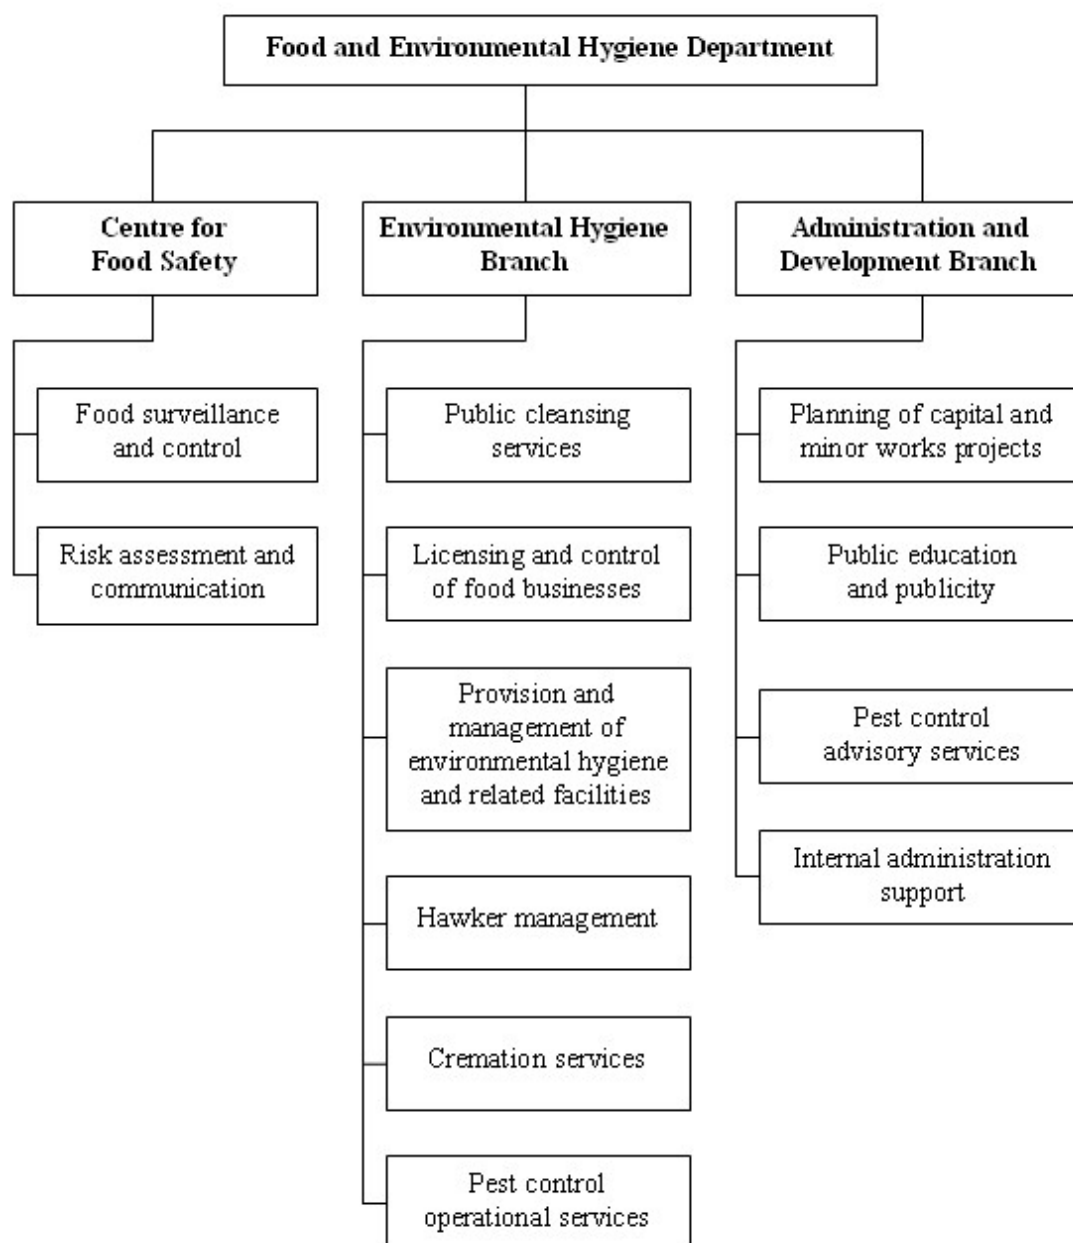 Food and Environmental Hygiene Department
Centre for
Food Safety
Food surveillance
and control
Risk assessment and
communication
Environmental Hygiene
Branch
Public cleansing
services
Licensing and control
of food businesses
Provision and
management of
environmental hygiene
and related facilities
Hawker management
Cremation services
Pest control
operational services
Administration and
Development Branch
Planning of capital and
minor works projects
Public education
and publicity
Pest control
advisory services
Internal administration
support